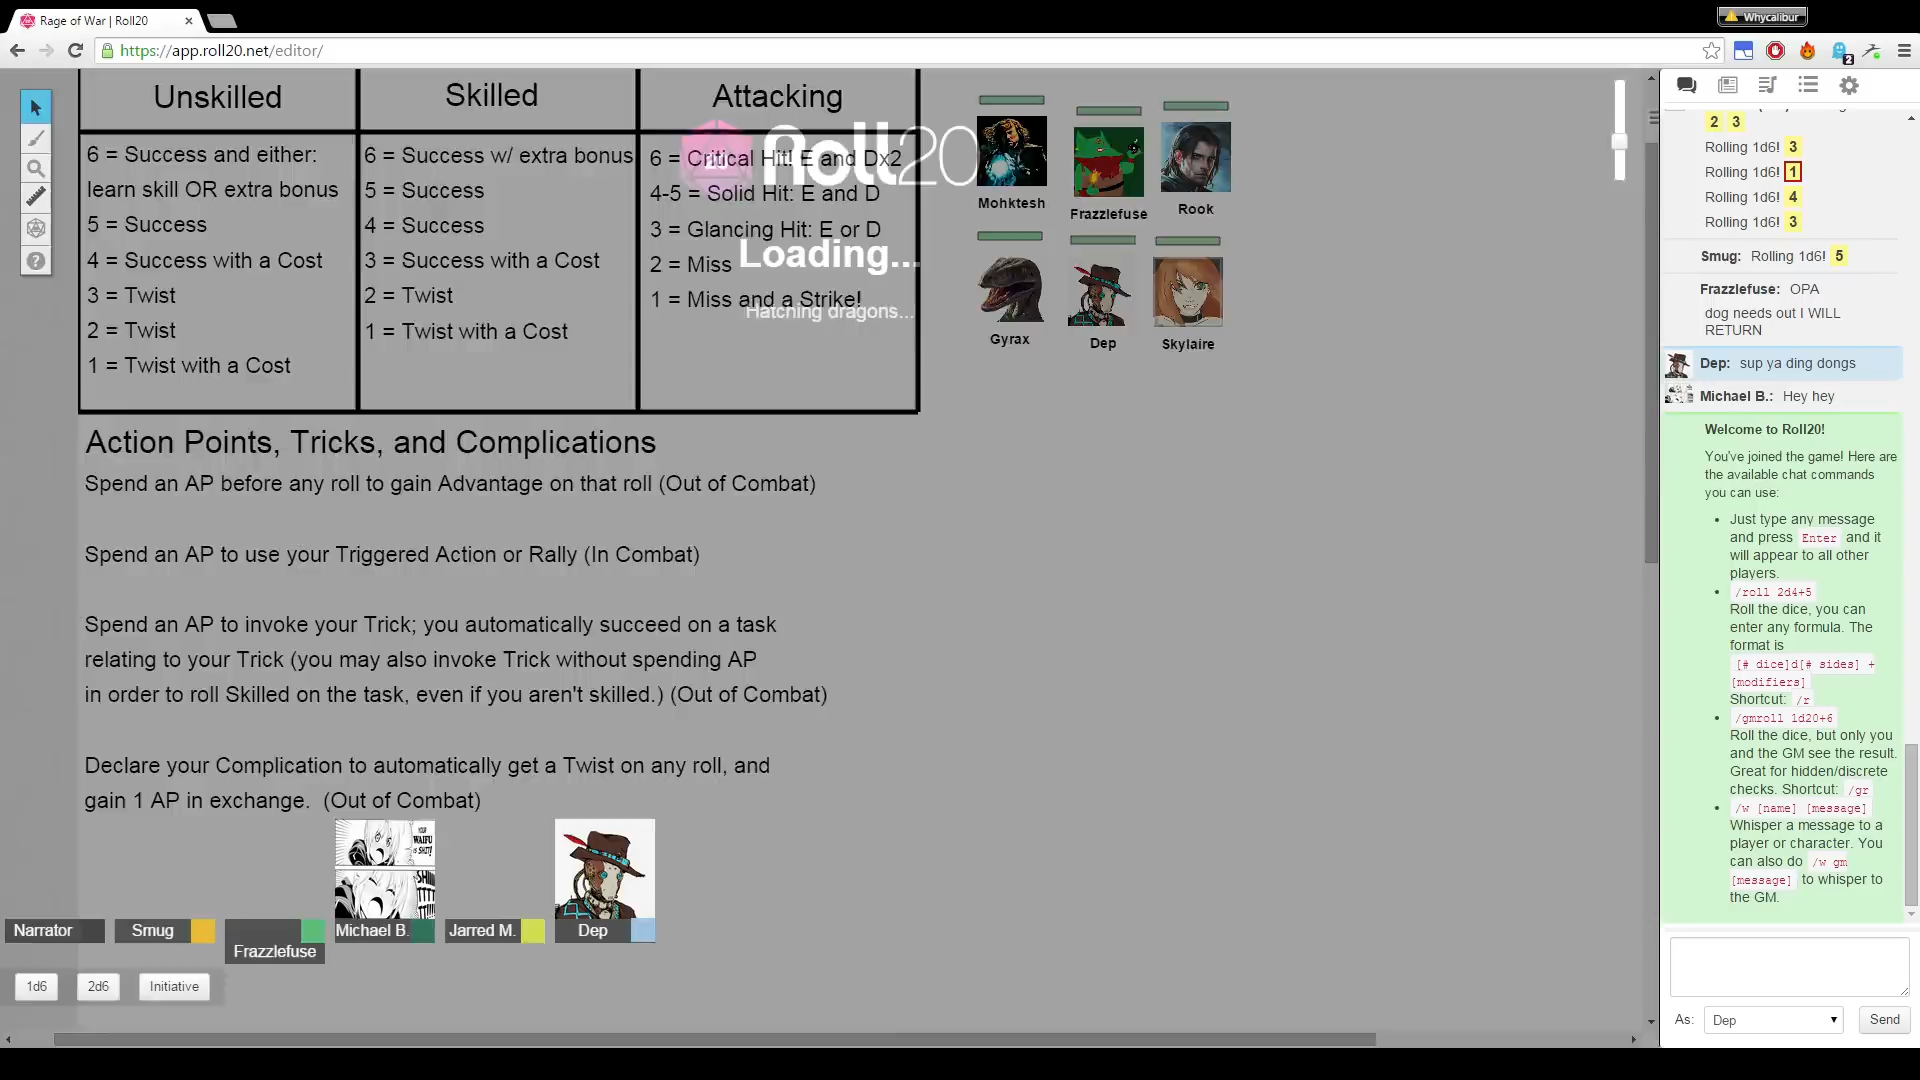 Rage of War | Roll20
Whycalibur
https://app.roll20.net/editor/
2
Unskilled
6 = Success and either:
learn skill OR extra bonus
5 = Success
4 = Success with a Cost
3 = Twist
2 = Twist
1 = Twist with a Cost
Skilled
6 = Success w/ extra bonus
5 = Success
4 = Success
3 = Success with a Cost
2 = Twist
1 = Twist with a Cost
Attacking
6 = Critical Hit! E and Dx2
4-5 = Solid Hit: E and D
3 = Glancing Hit: E or D
2 = Miss
1 = Miss and a Strike!
Roll20
Loading...
Hatching dragons...
Mohktesh
Frazzlefuse
Rook
Gyrax
Dep
Skylaire
Action Points, Tricks, and Complications
Spend an AP before any roll to gain Advantage on that roll (Out of Combat)
Spend an AP to use your Triggered Action or Rally (In Combat)
Spend an AP to invoke your Trick; you automatically succeed on a task
relating to your Trick (you may also invoke Trick without spending AP
in order to roll Skilled on the task, even if you aren't skilled.) (Out of Combat)
Declare your Complication to automatically get a Twist on any roll, and
gain 1 AP in exchange.  (Out of Combat)
YOUR
WAIFU
IS SHIT!
Narrator
Smug
Frazzlefuse
Michael B.
Jarred M.
Dep
1d6
2d6
Initiative
2 3
Rolling 1d6! 3
Rolling 1d6! 1
Rolling 1d6! 4
Rolling 1d6! 3
Smug: Rolling 1d6! 5
Frazzlefuse: OPA
dog needs out I WILL
RETURN
Dep: sup ya ding dongs
Michael B.: Hey hey
Welcome to Roll20!
You've joined the game! Here are
the available chat commands
you can use:
• Just type any message
and press Enter and it
will appear to all other
players.
• /roll 2d4+5
Roll the dice, you can
enter any formula. The
format is
[# dice]d[# sides] +
[modifiers]
Shortcut: /r
• /gmroll 1d20+6
Roll the dice, but only you
and the GM see the result.
Great for hidden/discrete
checks. Shortcut: /gr
• /w [name] [message]
Whisper a message to a
player or character. You
can also do /w gm
[message] to whisper to
the GM.
As: Dep
Send